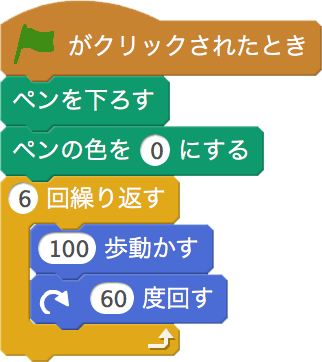 がクリックされたとき
ペンを下ろす
ペンの色を 0 にする
6 回繰り返す
100 歩動かす
60 度回す